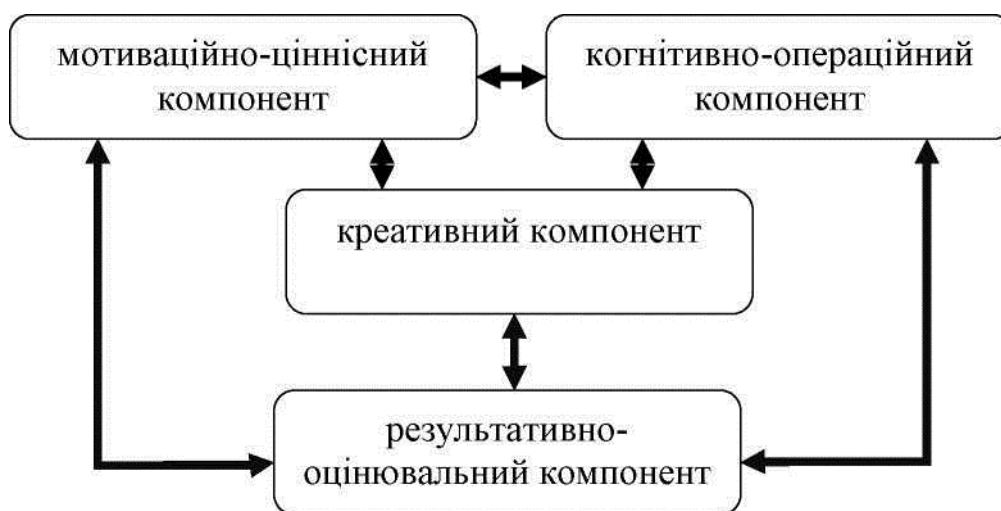 мотиваційно-ціннісний
компонент
когнітивно-операційний
компонент
креативний компонент
результативно-
оцінювальний компонент